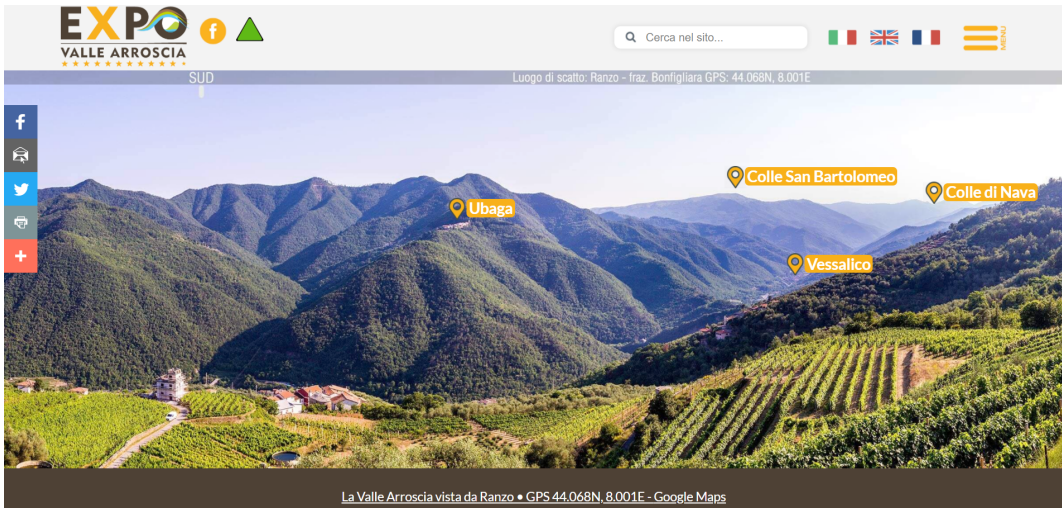 EXPO
VALLE ARROSCIA
f
Cerca nel sito...
MENU
SUD
Luogo di scatto: Ranzo - fraz. Bonfigliara GPS: 44.068N, 8.001E
f
Colle San Bartolomeo
Colle di Nava
Ubaga
Vessalico
+
La Valle Arroscia vista da Ranzo • GPS 44.068N, 8.001E - Google Maps